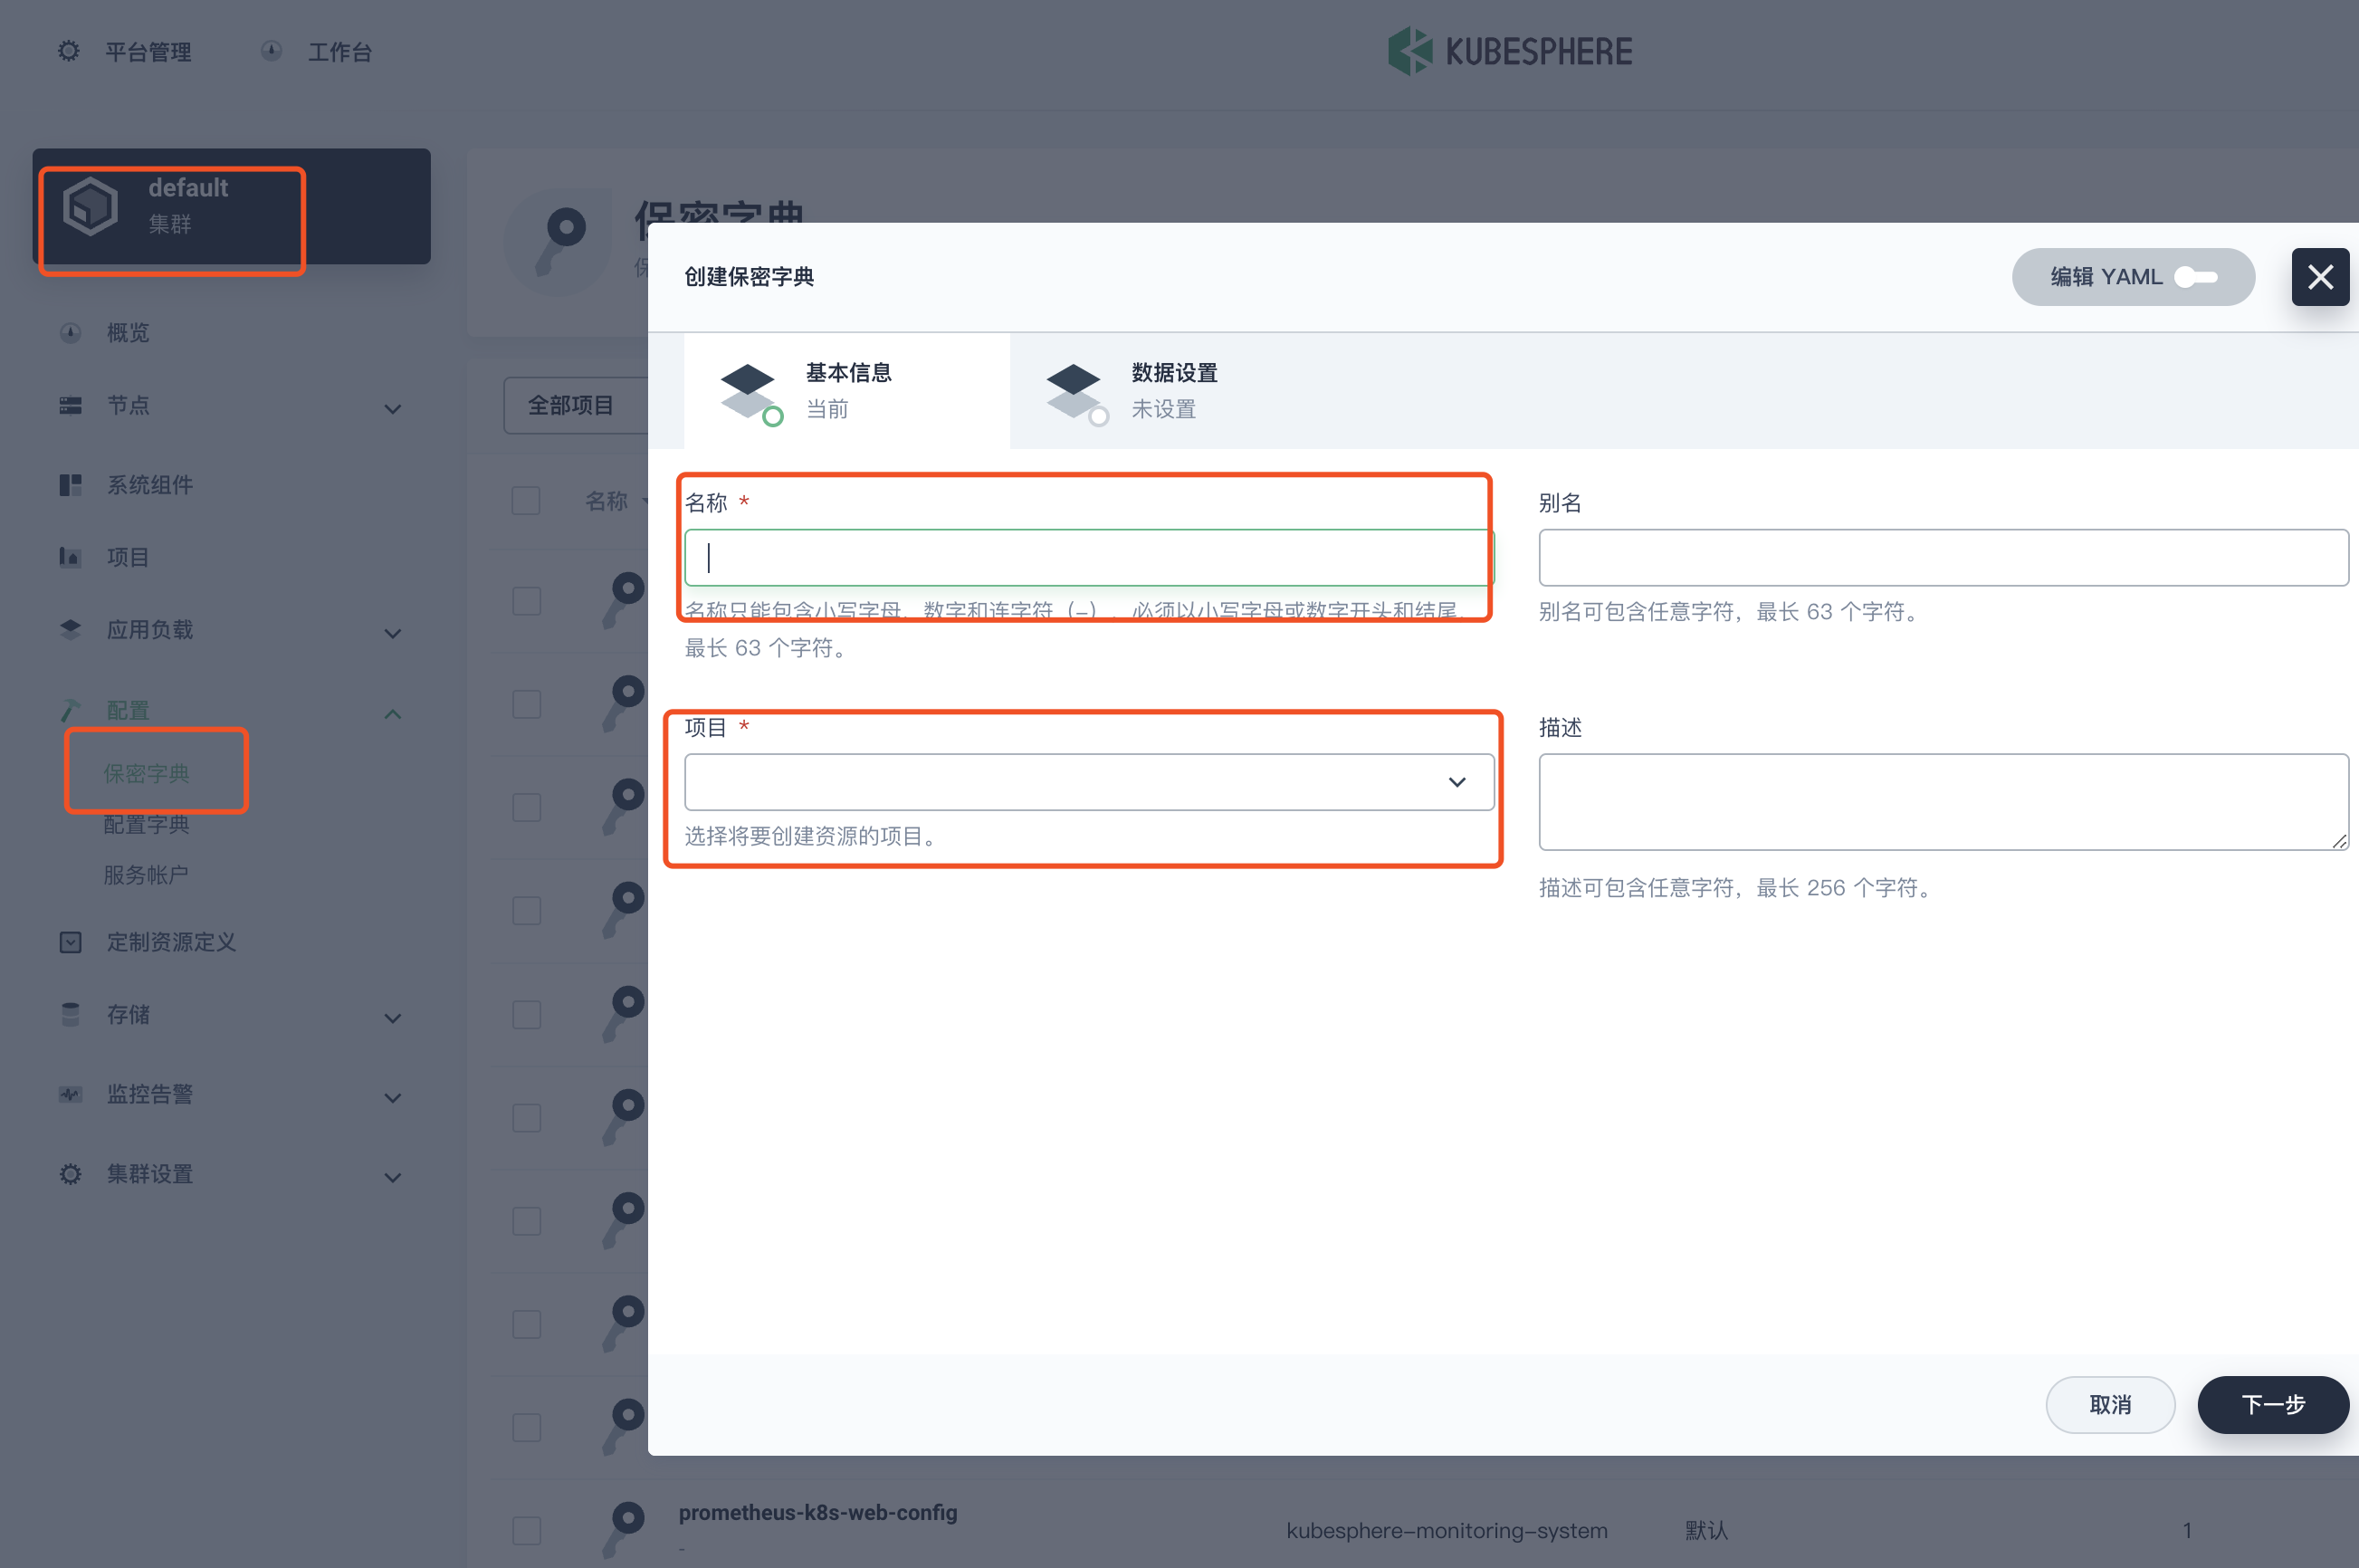 平台管理
工作台
KUBESPHERE
default
集群
概览
节点
系统组件
项目
应用负载
配置
保密字典
配置字典
服务帐户
定制资源定义
存储
监控告警
集群设置
保密字典
保
全部项目
名称
创建保密字典
编辑 YAML
基本信息
当前
数据设置
未设置
名称 *
名称只能包含小写字母、数字和连字符（-），必须以小写字母或数字开头和结尾，
最长 63 个字符。
别名
别名可包含任意字符，最长 63 个字符。
项目 *
选择将要创建资源的项目。
描述
描述可包含任意字符，最长 256 个字符。
取消
下一步
prometheus-k8s-web-config
-
kubesphere-monitoring-system
默认
1